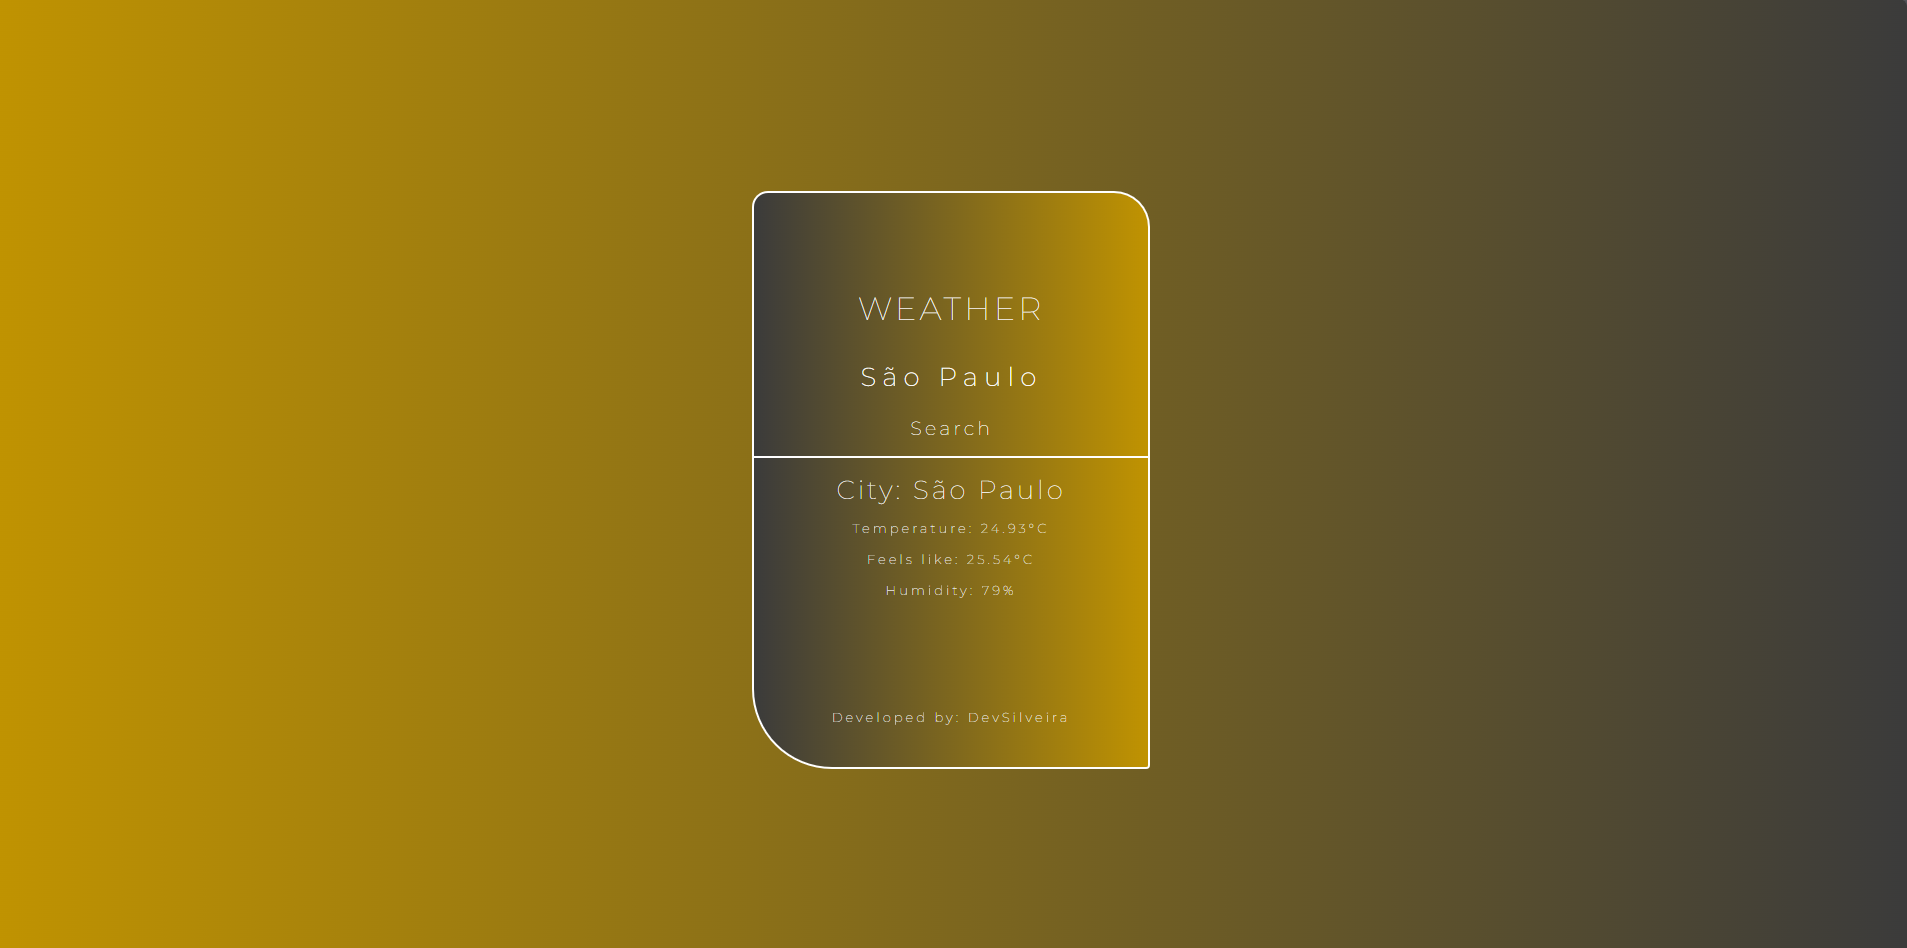 WEATHER
São Paulo
Search
City: São Paulo
Temperature: 24.93°C
Feels like: 25.54°C
Humidity: 79%
Developed by: DevSilveira